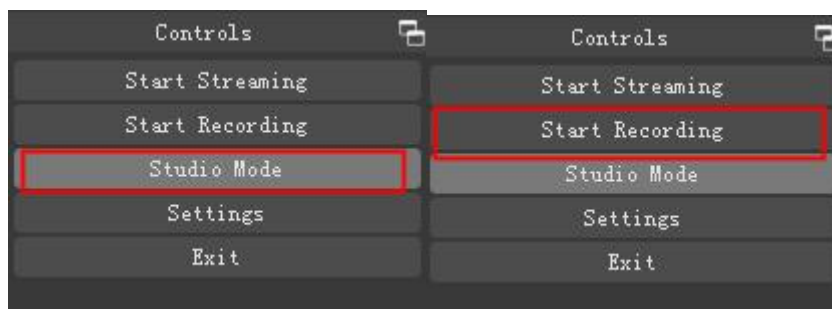 Controls
Start Streaming
Start Recording
Studio Mode
Settings
Exit
Controls
Start Streaming
Start Recording
Studio Mode
Settings
Exit